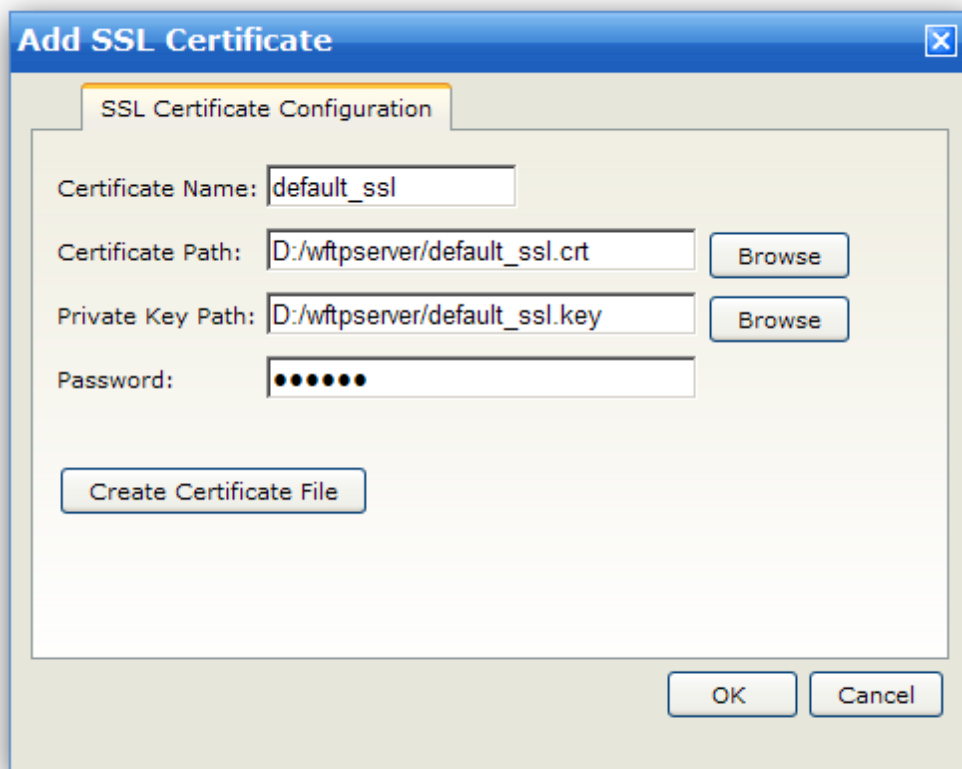 Add SSL Certificate
SSL Certificate Configuration
Certificate Name: default_ssl
Certificate Path: D:/wftpserver/default_ssl.crt Browse
Private Key Path: D:/wftpserver/default_ssl.key Browse
Password: ●●●●●●
Create Certificate File
OK Cancel